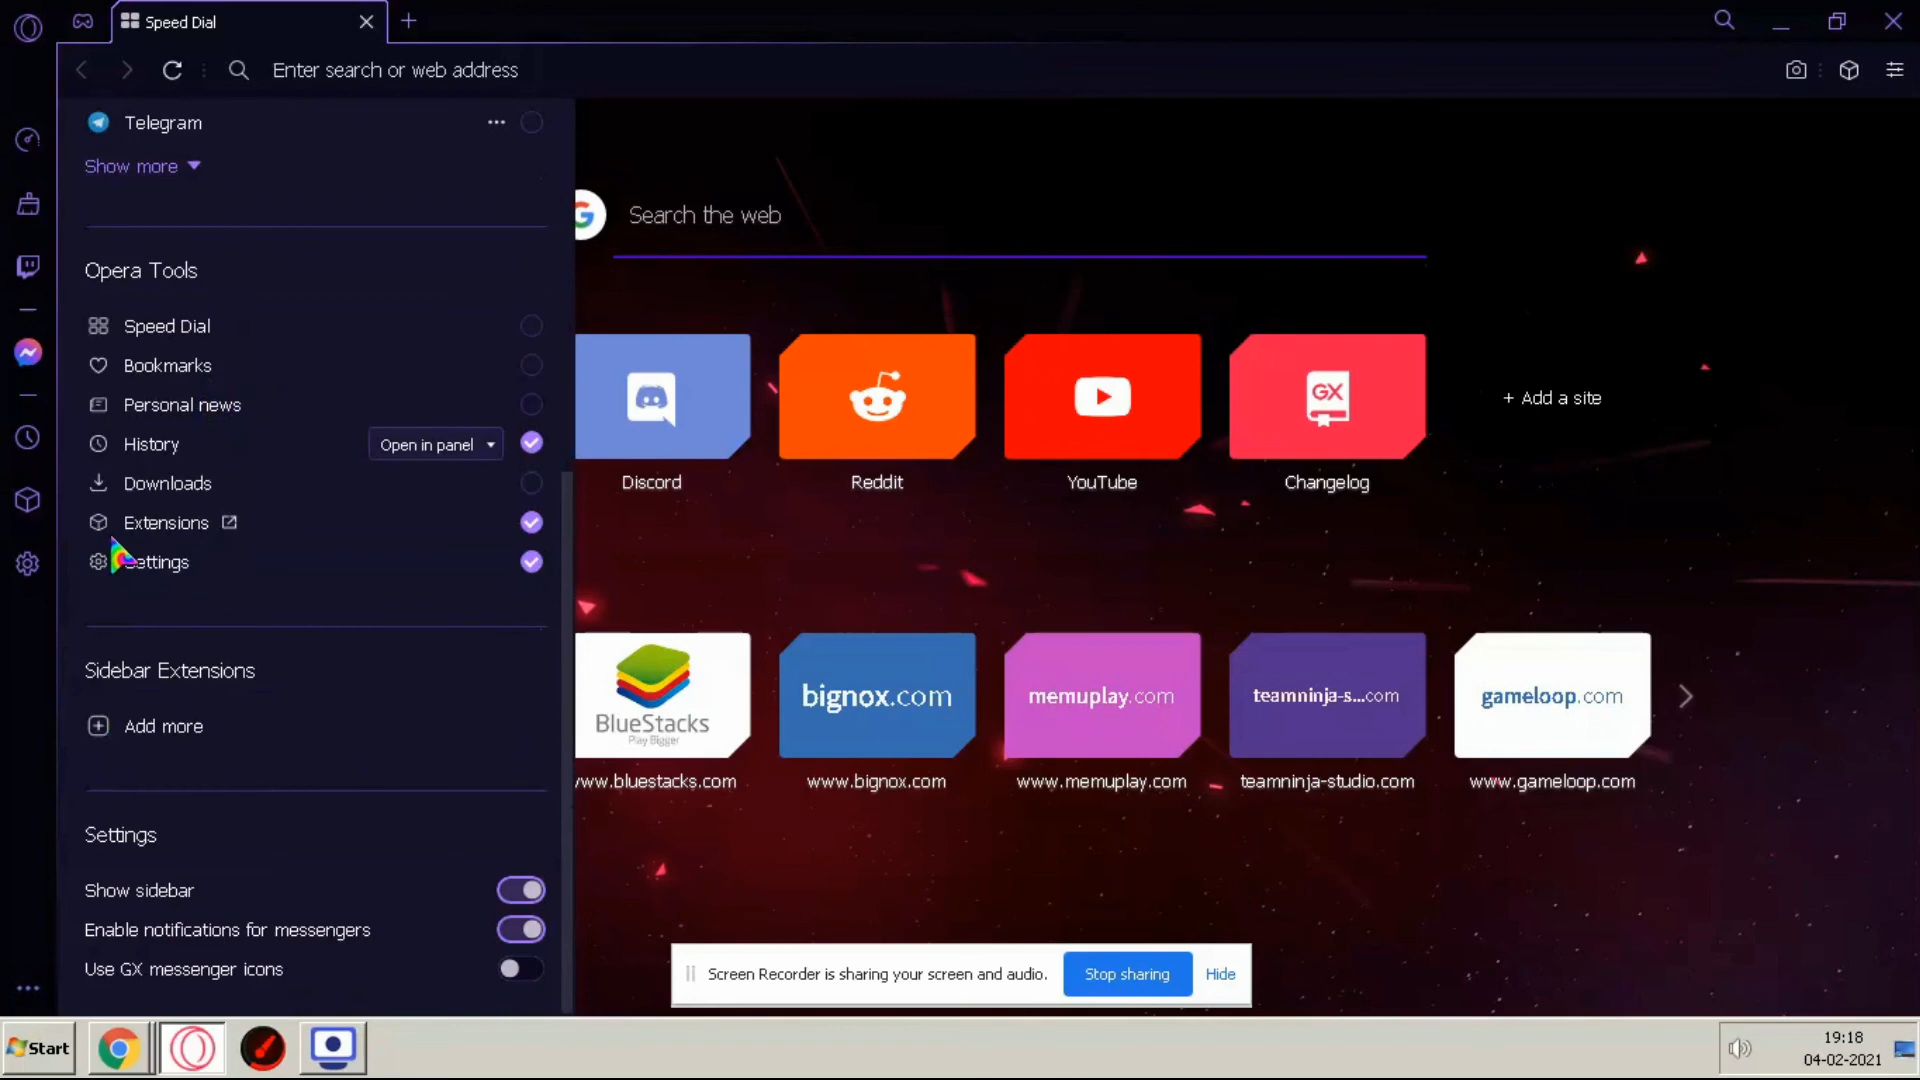 Speed Dial
Enter search or web address
Telegram
Show more
Opera Tools
Speed Dial
Bookmarks
Personal news
History
Open in panel
Downloads
Extensions
ettings
Sidebar Extensions
Add more
Settings
Show sidebar
Enable notifications for messengers
Use GX messenger icons
G
Search the web
GX
+ Add a site
Discord
Reddit
YouTube
Changelog
BlueStacks
Play Bigger
bignox.com
memuplay.com
teamninja-s...com
gameloop.com
www.bluestacks.com
www.bignox.com
www.memuplay.com
teamninja-studio.com
www.gameloop.com
Screen Recorder is sharing your screen and audio.
Stop sharing
Hide
Start
19:18
04-02-2021